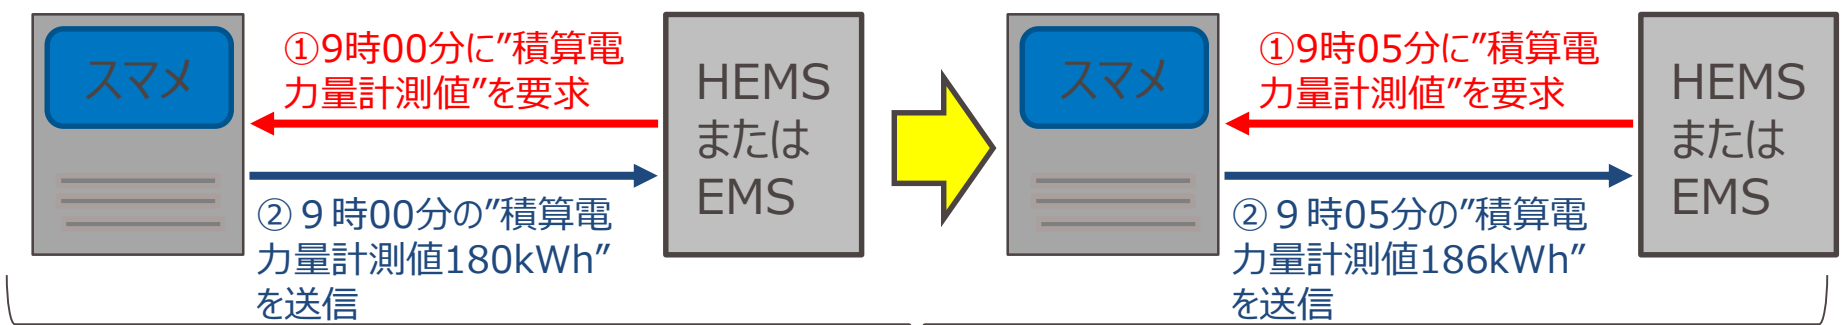 スマメ
①9時00分に”積算電
力量計測値”を要求
②９時00分の”積算電
力量計測値180kWh”
を送信
HEMS
または
EMS
スマメ
①9時05分に”積算電
力量計測値”を要求
②９時05分の”積算電
力量計測値186kWh”
を送信
HEMS
または
EMS